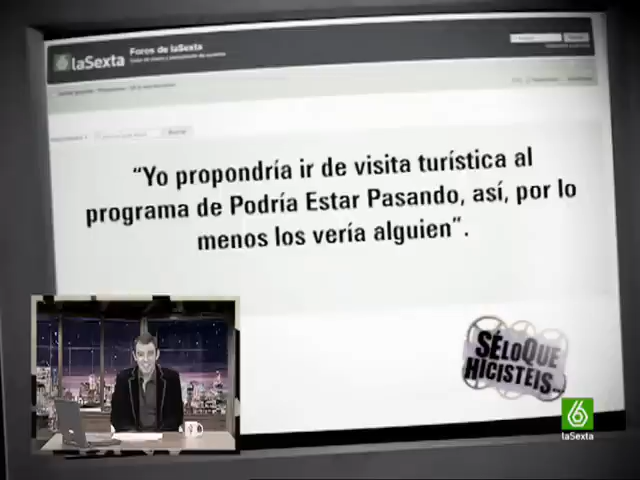 laSexta
Foros de laSexta
"Yo propondría ir de visita turística al
programa de Podría Estar Pasando, así, por lo
menos los vería alguien".
SÉ LO QUE
HICISTEIS...
6
laSexta